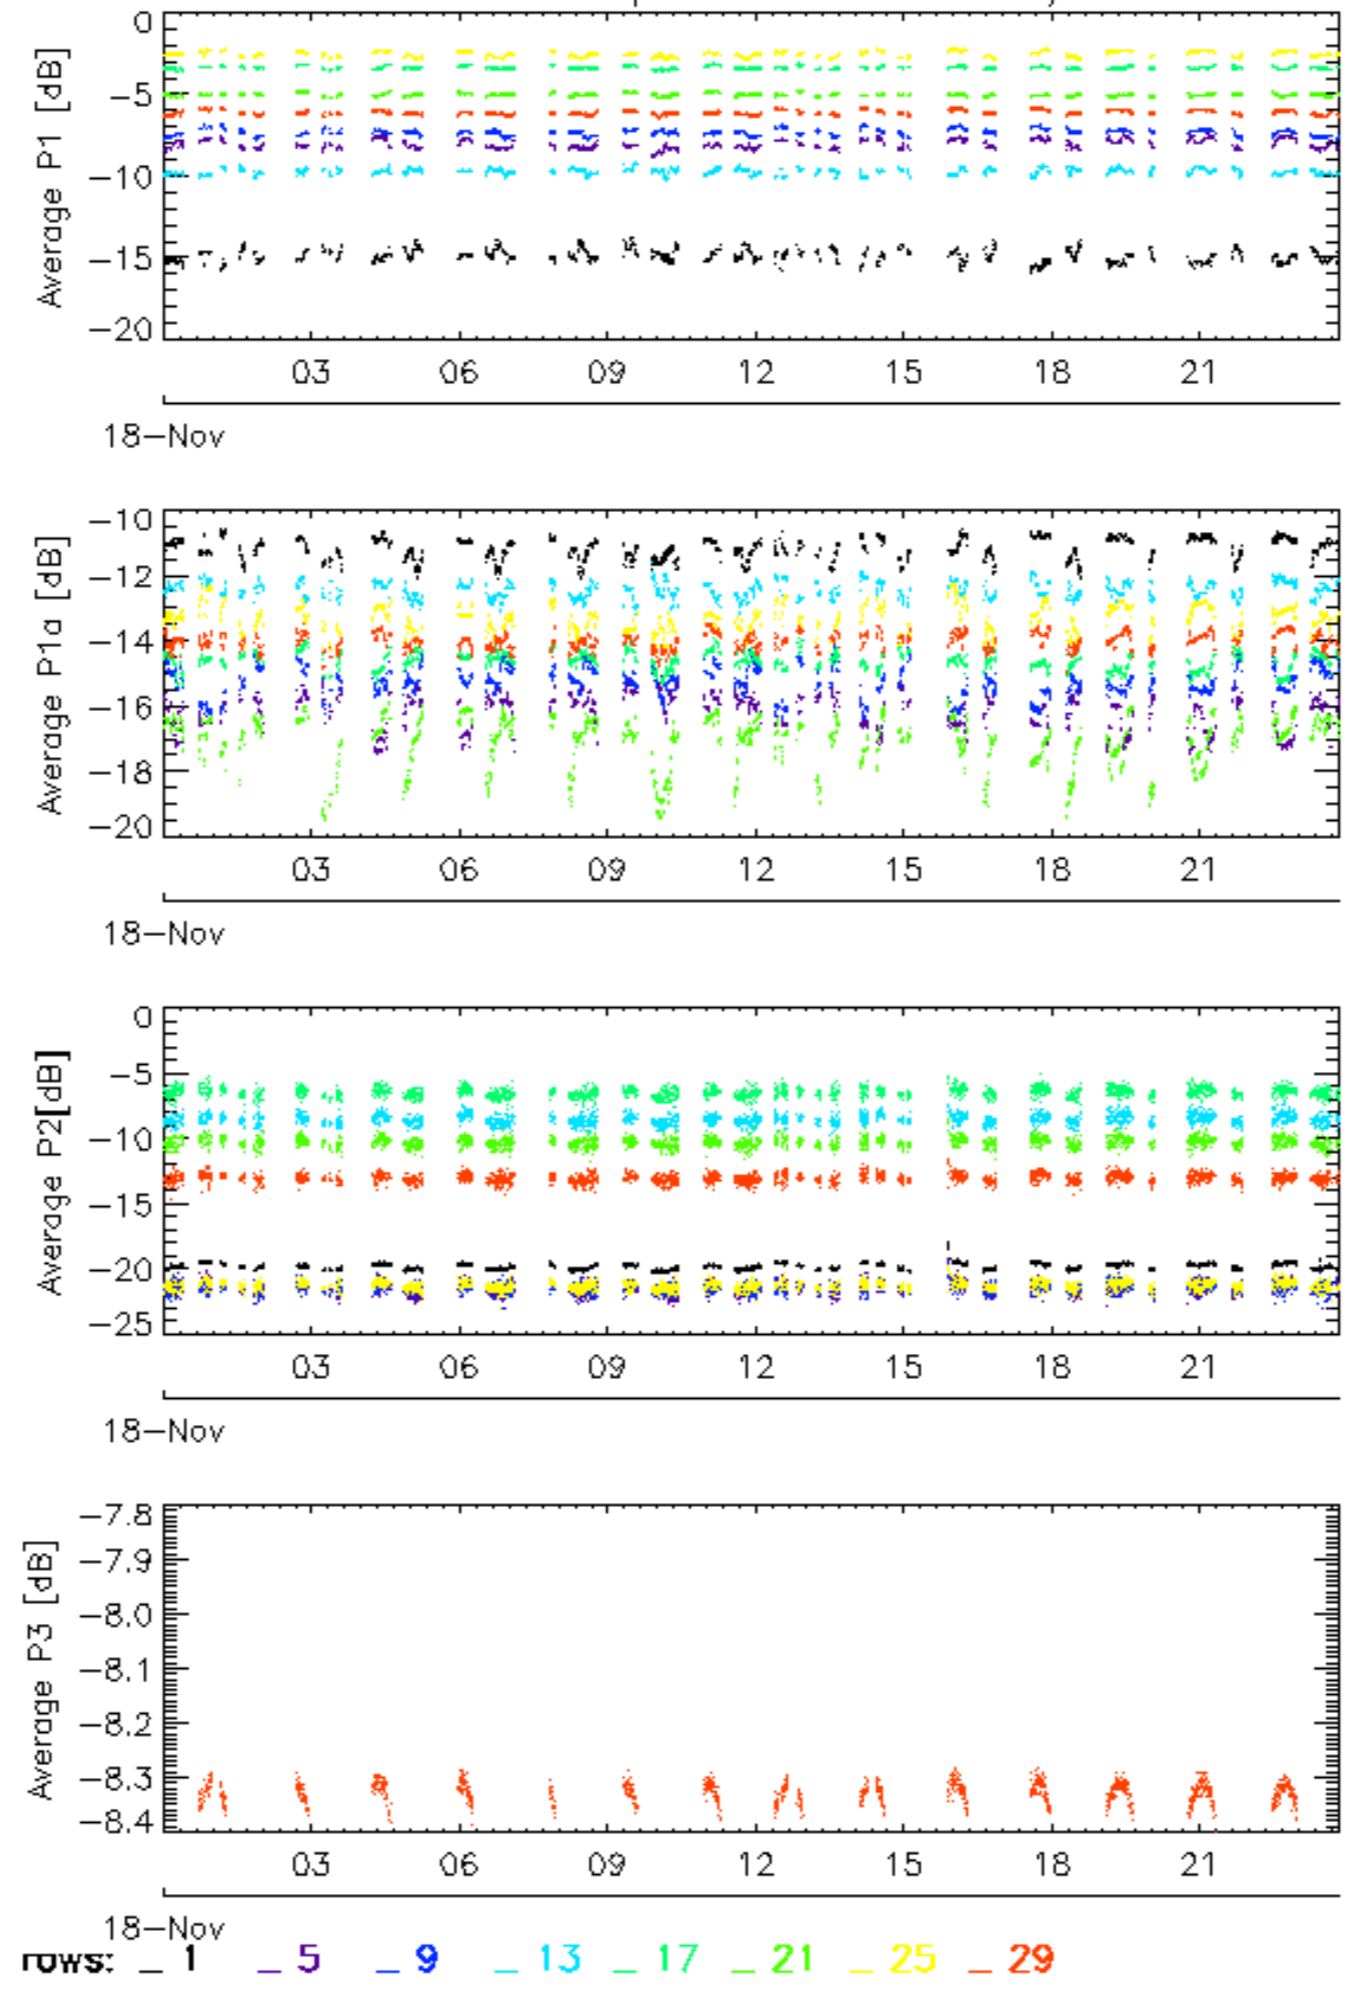 0
−5
−10
−15
−20
Average P1 [dB]
03 06 09 12 15 18 21
18−Nov
−10
−12
−14
−16
−18
−20
Average P1a [dB]
03 06 09 12 15 18 21
18−Nov
0
−5
−10
−15
−20
−25
Average P2[dB]
03 06 09 12 15 18 21
18−Nov
−7.8
−7.9
−8.0
−8.1
−8.2
−8.3
−8.4
Average P3 [dB]
03 06 09 12 15 18 21
18−Nov
rows: _ 1 _ 5 _ 9 _ 13 _ 17 _ 21 _ 25 _ 29